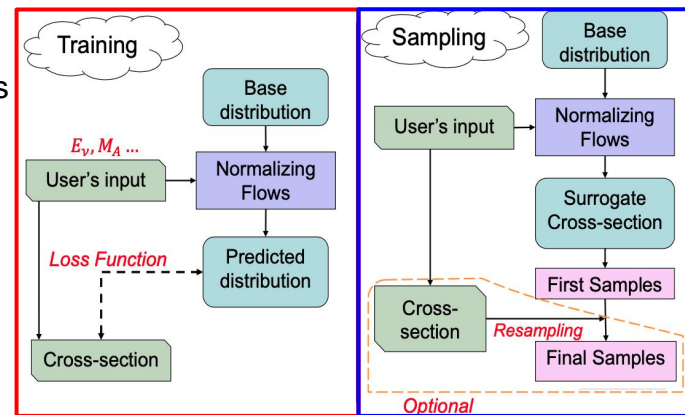 s
Training
Base
distribution
E_ν, M_A ...
User's input
Normalizing
Flows
Loss Function
Predicted
distribution
Cross-section
Sampling
Base
distribution
User's input
Normalizing
Flows
Surrogate
Cross-section
First Samples
Cross-
section
Resampling
Final Samples
Optional